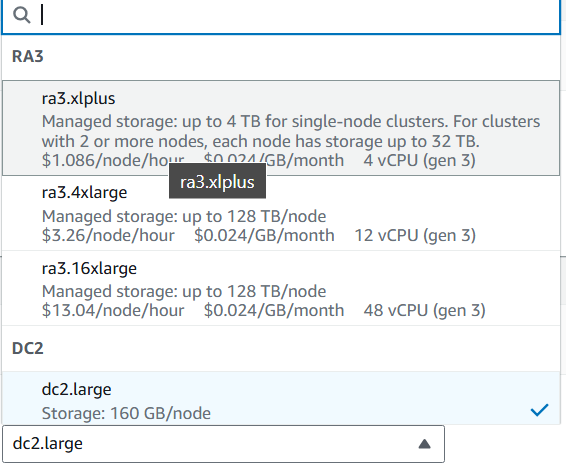 RA3
ra3.xlplus
Managed storage: up to 4 TB for single-node clusters. For clusters
with 2 or more nodes, each node has storage up to 32 TB.
$1.086/node/hour $0.024/GB/month 4 vCPU (gen 3)
ra3.xlplus
ra3.4xlarge
Managed storage: up to 128 TB/node
$3.26/node/hour $0.024/GB/month 12 vCPU (gen 3)
ra3.16xlarge
Managed storage: up to 128 TB/node
$13.04/node/hour $0.024/GB/month 48 vCPU (gen 3)
DC2
dc2.large
Storage: 160 GB/node
dc2.large